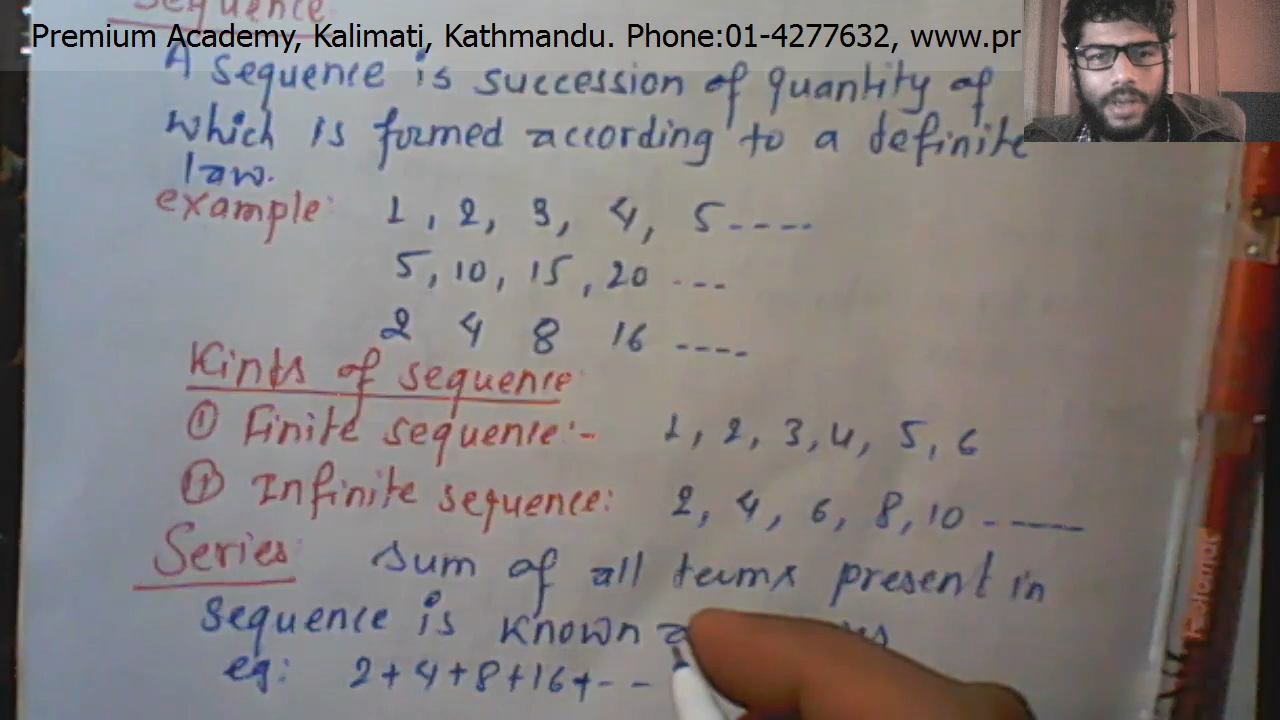 Sequence
Premium Academy, Kalimati, Kathmandu. Phone:01-4277632, www.pr
A sequence is succession of quantity of
which is formed according to a definite
law.
example: 1, 2, 3, 4, 5-----
5, 10, 15, 20 ---
2 4 8 16 ----
Kinds of sequence
① Finite sequence:- 1, 2, 3, 4, 5, 6
② Infinite sequence: 2, 4, 6, 8, 10 ----
Series: Sum of all terms present in
sequence is known
eg: 2+4+8+16+--
Potomac